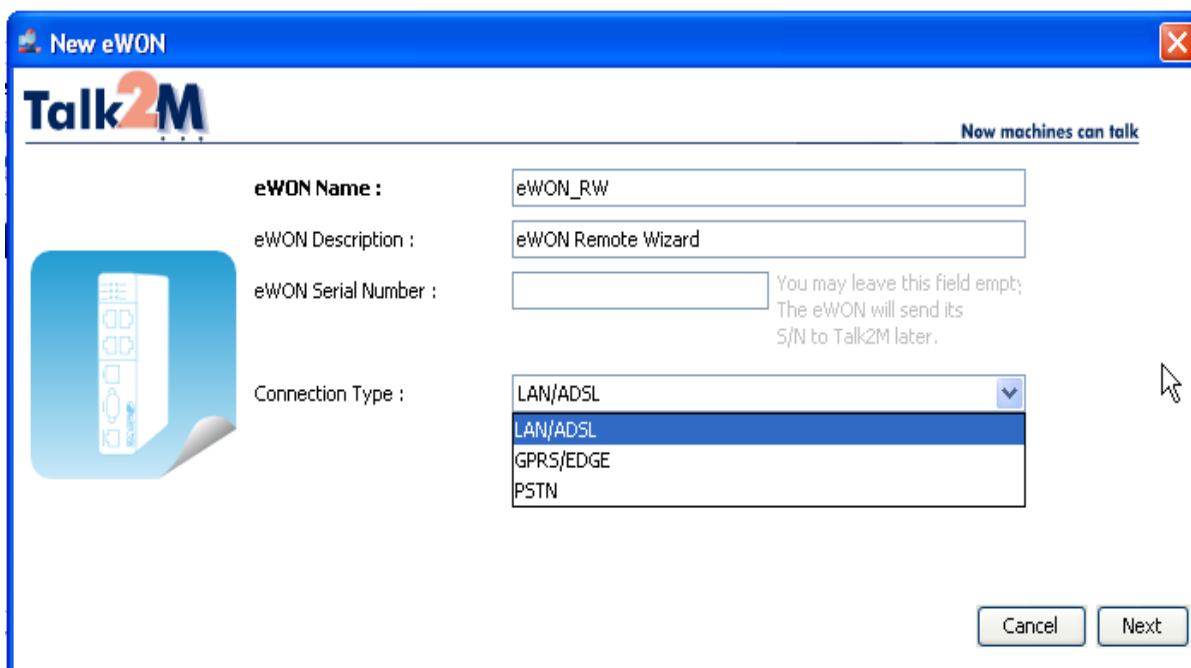 New eWON
Talk2M
Now machines can talk
eWON Name :
eWON_RW
eWON Description :
eWON Remote Wizard
eWON Serial Number :
You may leave this field empty
The eWON will send its
S/N to Talk2M later.
Connection Type :
LAN/ADSL
LAN/ADSL
GPRS/EDGE
PSTN
Cancel
Next